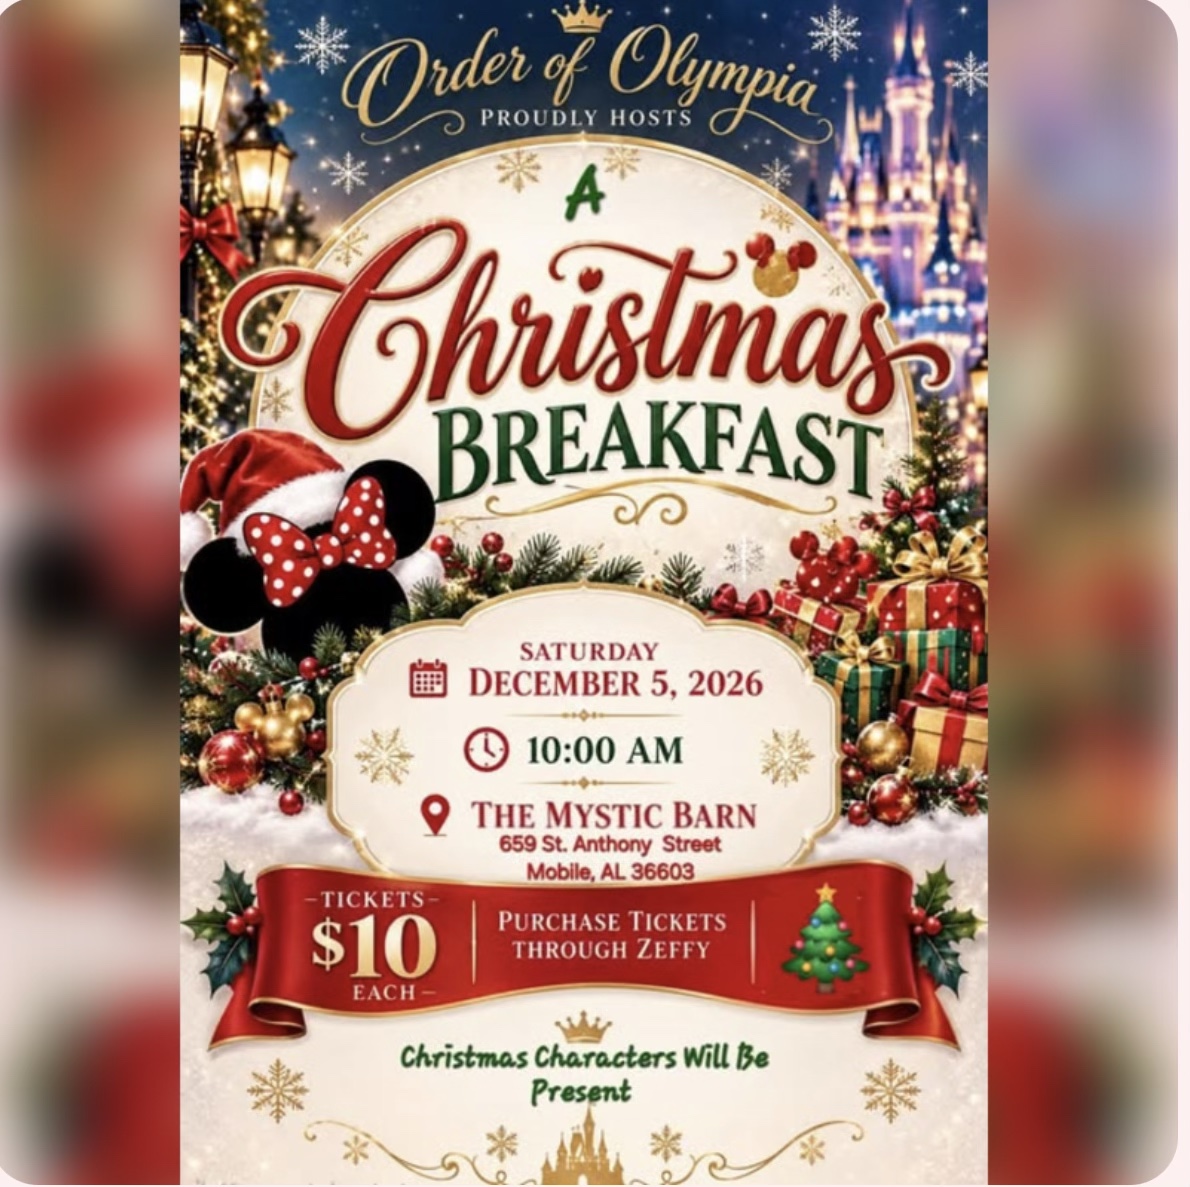 Order of Olympia
PROUDLY HOSTS
A
Christmas
BREAKFAST
SATURDAY
DECEMBER 5, 2026
10:00 AM
THE MYSTIC BARN
659 St. Anthony Street
Mobile, AL 36603
-TICKETS-
$10
EACH-
PURCHASE TICKETS
THROUGH ZEFFY
Christmas Characters Will Be
Present